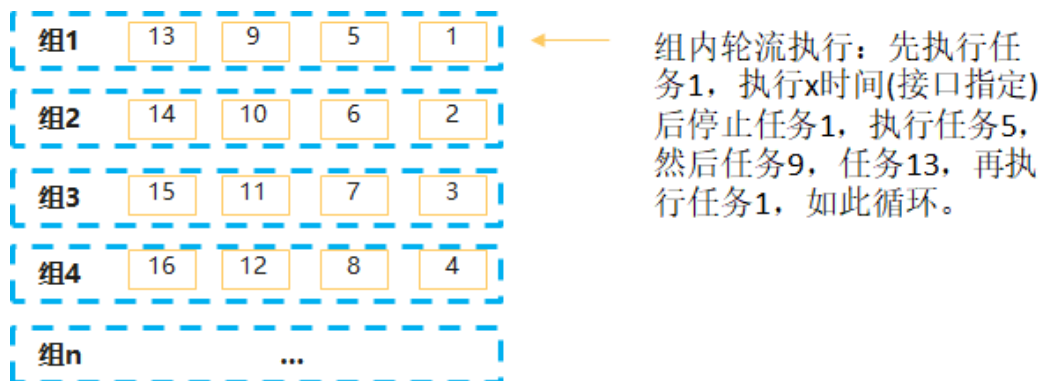 组1 13 9 5 1
组2 14 10 6 2
组3 15 11 7 3
组4 16 12 8 4
组n ...
组内轮流执行：先执行任
务1，执行x时间(接口指定)
后停止任务1，执行任务5，
然后任务9，任务13，再执
行任务1，如此循环。